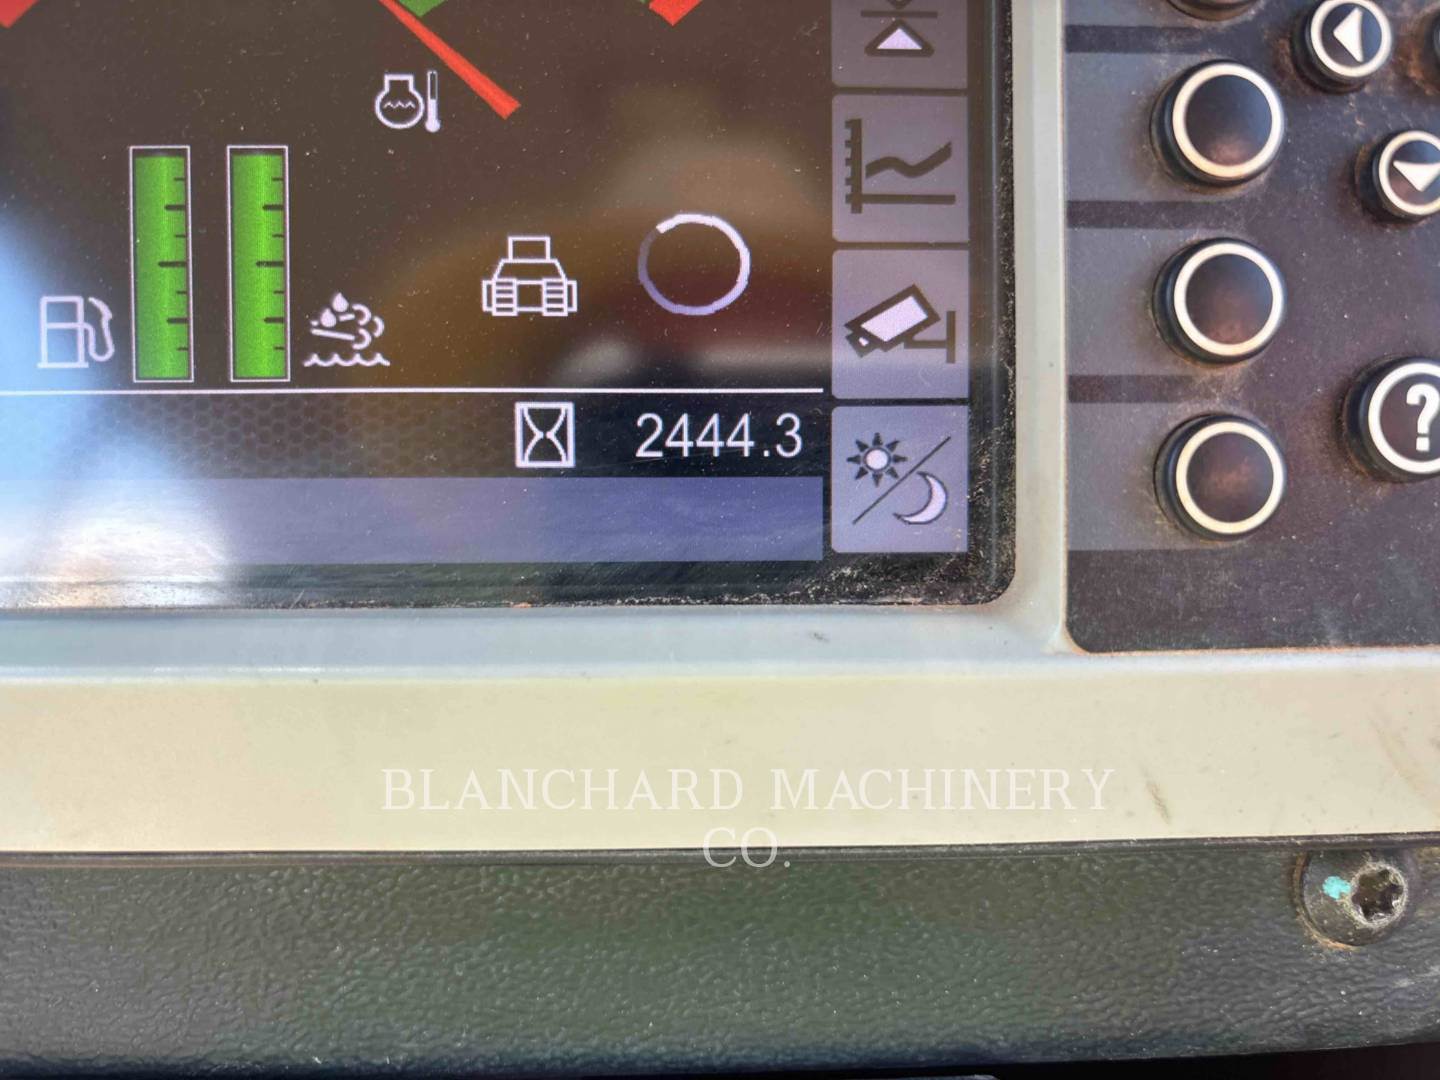 2444.3
?
BLANCHARD MACHINERY
CO.